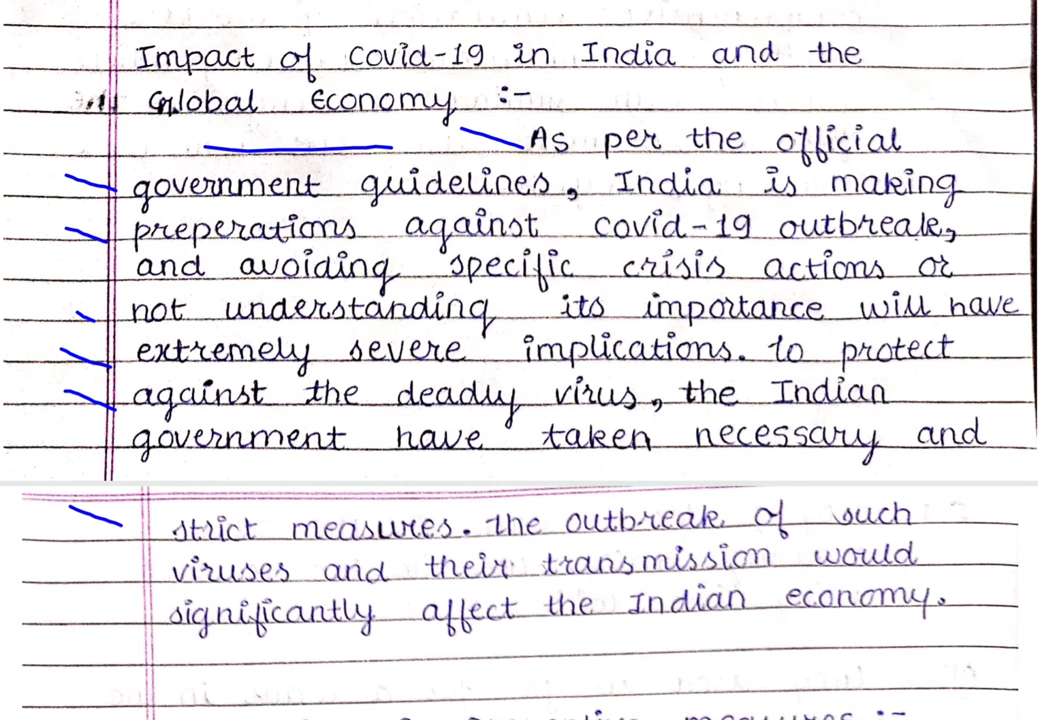 Impact of covid-19 in India and the
Global Economy :-
As per the official
government guidelines, India is making
preperations against covid-19 outbreak,
and avoiding specific crisis actions or
not understanding its importance will have
extremely severe implications. to protect
against the deadly virus, the Indian
government have taken necessary and
strict measures. the outbreak of such
viruses and their transmission would
significantly affect the Indian economy.
measures :-